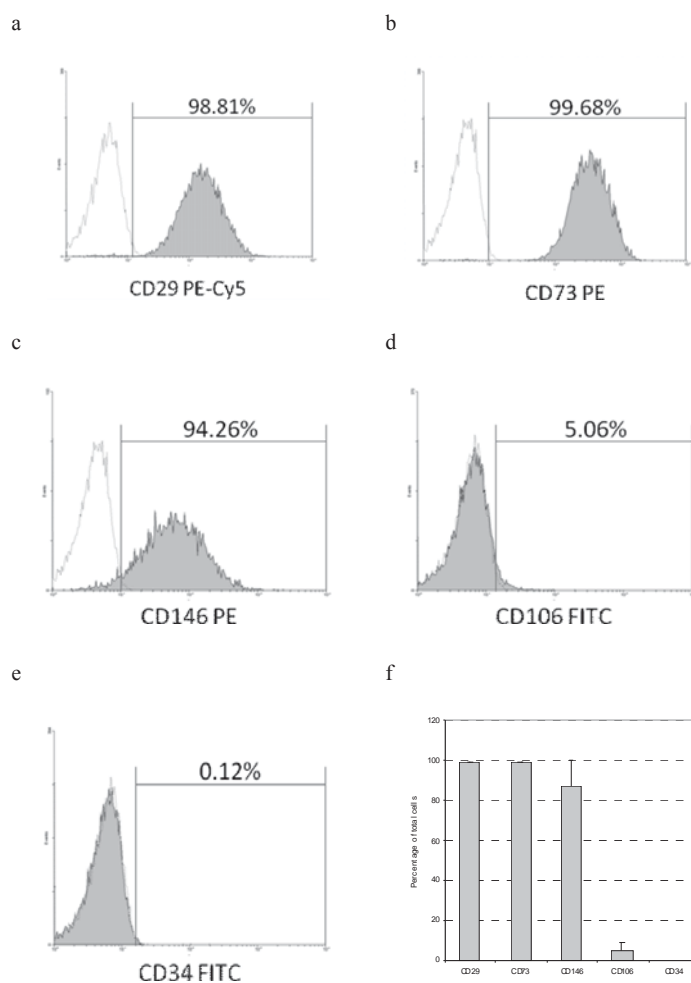 a
b
98.81%
CD29 PE-Cy5
99.68%
CD73 PE
c
d
94.26%
CD146 PE
5.06%
CD106 FITC
e
f
0.12%
CD34 FITC
120
100
80
60
40
20
0
Percentage of total cells
CD29 CD73 CD146 CD106 CD34